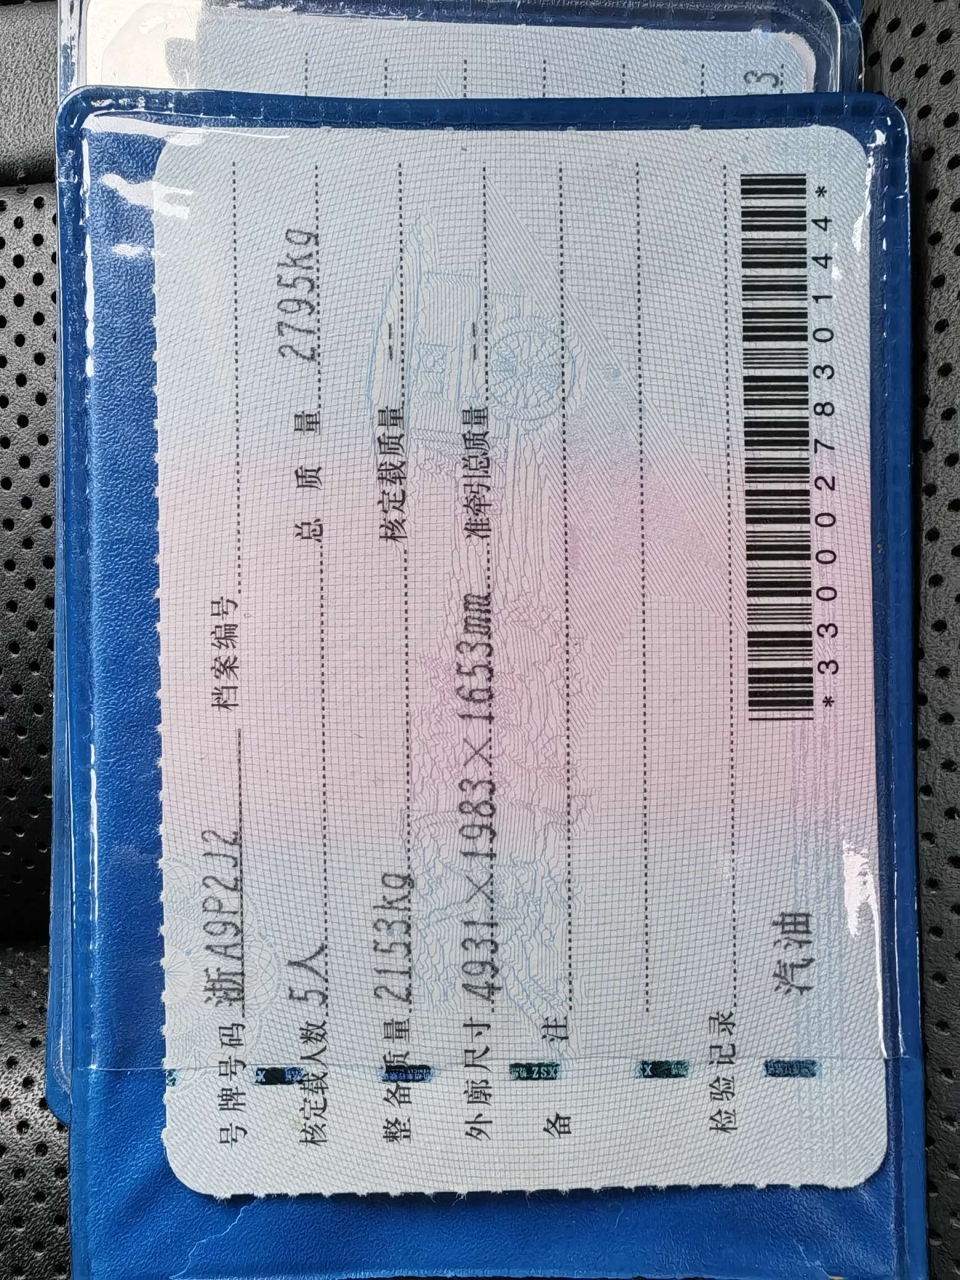 号牌号码 浙A9P2J2 档案编号
核定载人数 5人 总质量 2795kg
整备质量 2153kg 核定载质量 --
外廓尺寸 4931×1983×1653mm 准牵引总质量 --
备注
检验记录
汽油
*3300027830144*
3
XSZ